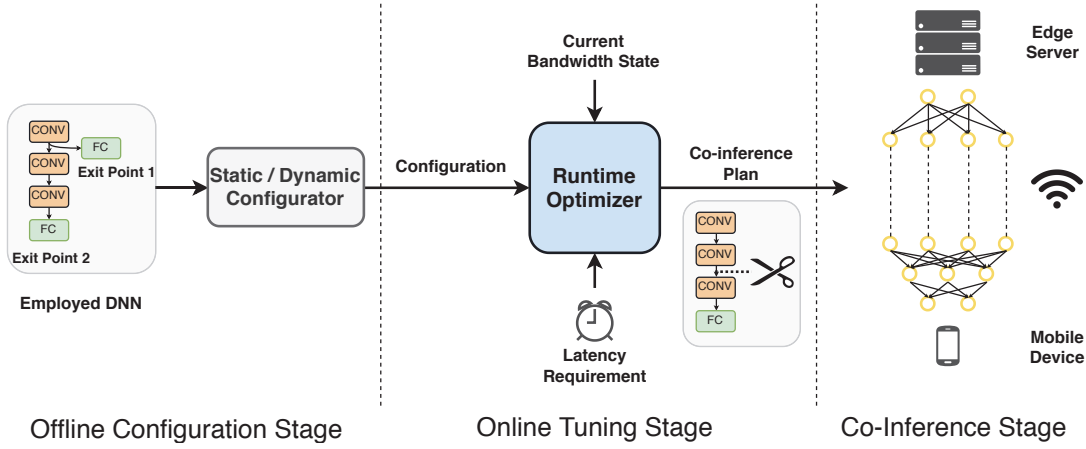 CONV
FC
Exit Point 1
CONV
CONV
FC
Exit Point 2
Employed DNN
Static / Dynamic
Configurator
Configuration
Current
Bandwidth State
Runtime
Optimizer
Latency
Requirement
Co-inference
Plan
CONV
CONV
CONV
FC
Edge
Server
Mobile
Device
Offline Configuration Stage
Online Tuning Stage
Co-Inference Stage